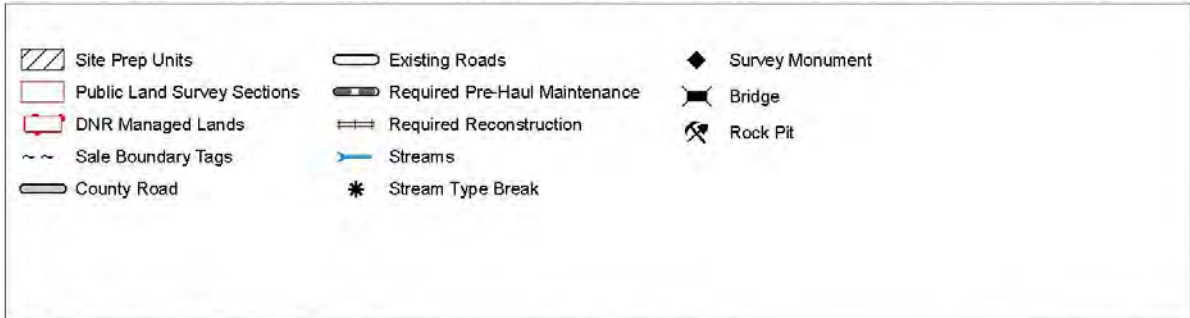 Site Prep Units
Public Land Survey Sections
DNR Managed Lands
Sale Boundary Tags
County Road
Existing Roads
Required Pre-Haul Maintenance
Required Reconstruction
Streams
Stream Type Break
Survey Monument
Bridge
Rock Pit